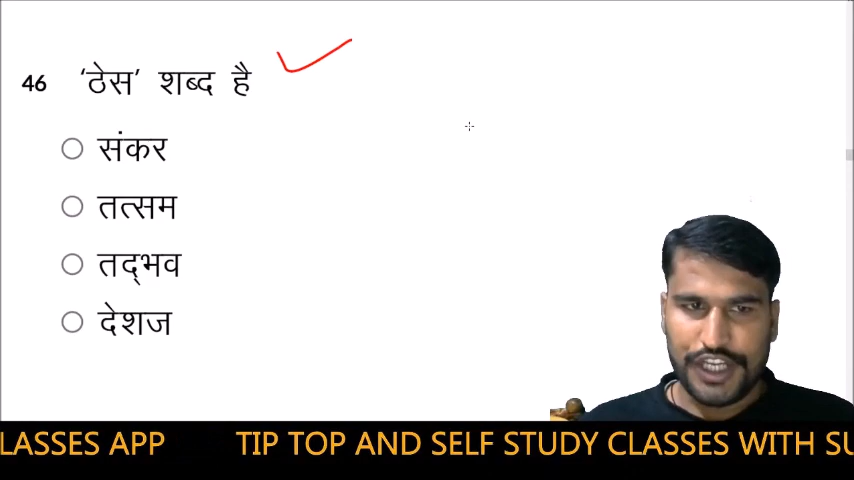 46 'ठेस' शब्द है
संकर
तत्सम
तद्‌भव
देशज
LASSES APP TIP TOP AND SELF STUDY CLASSES WITH SU